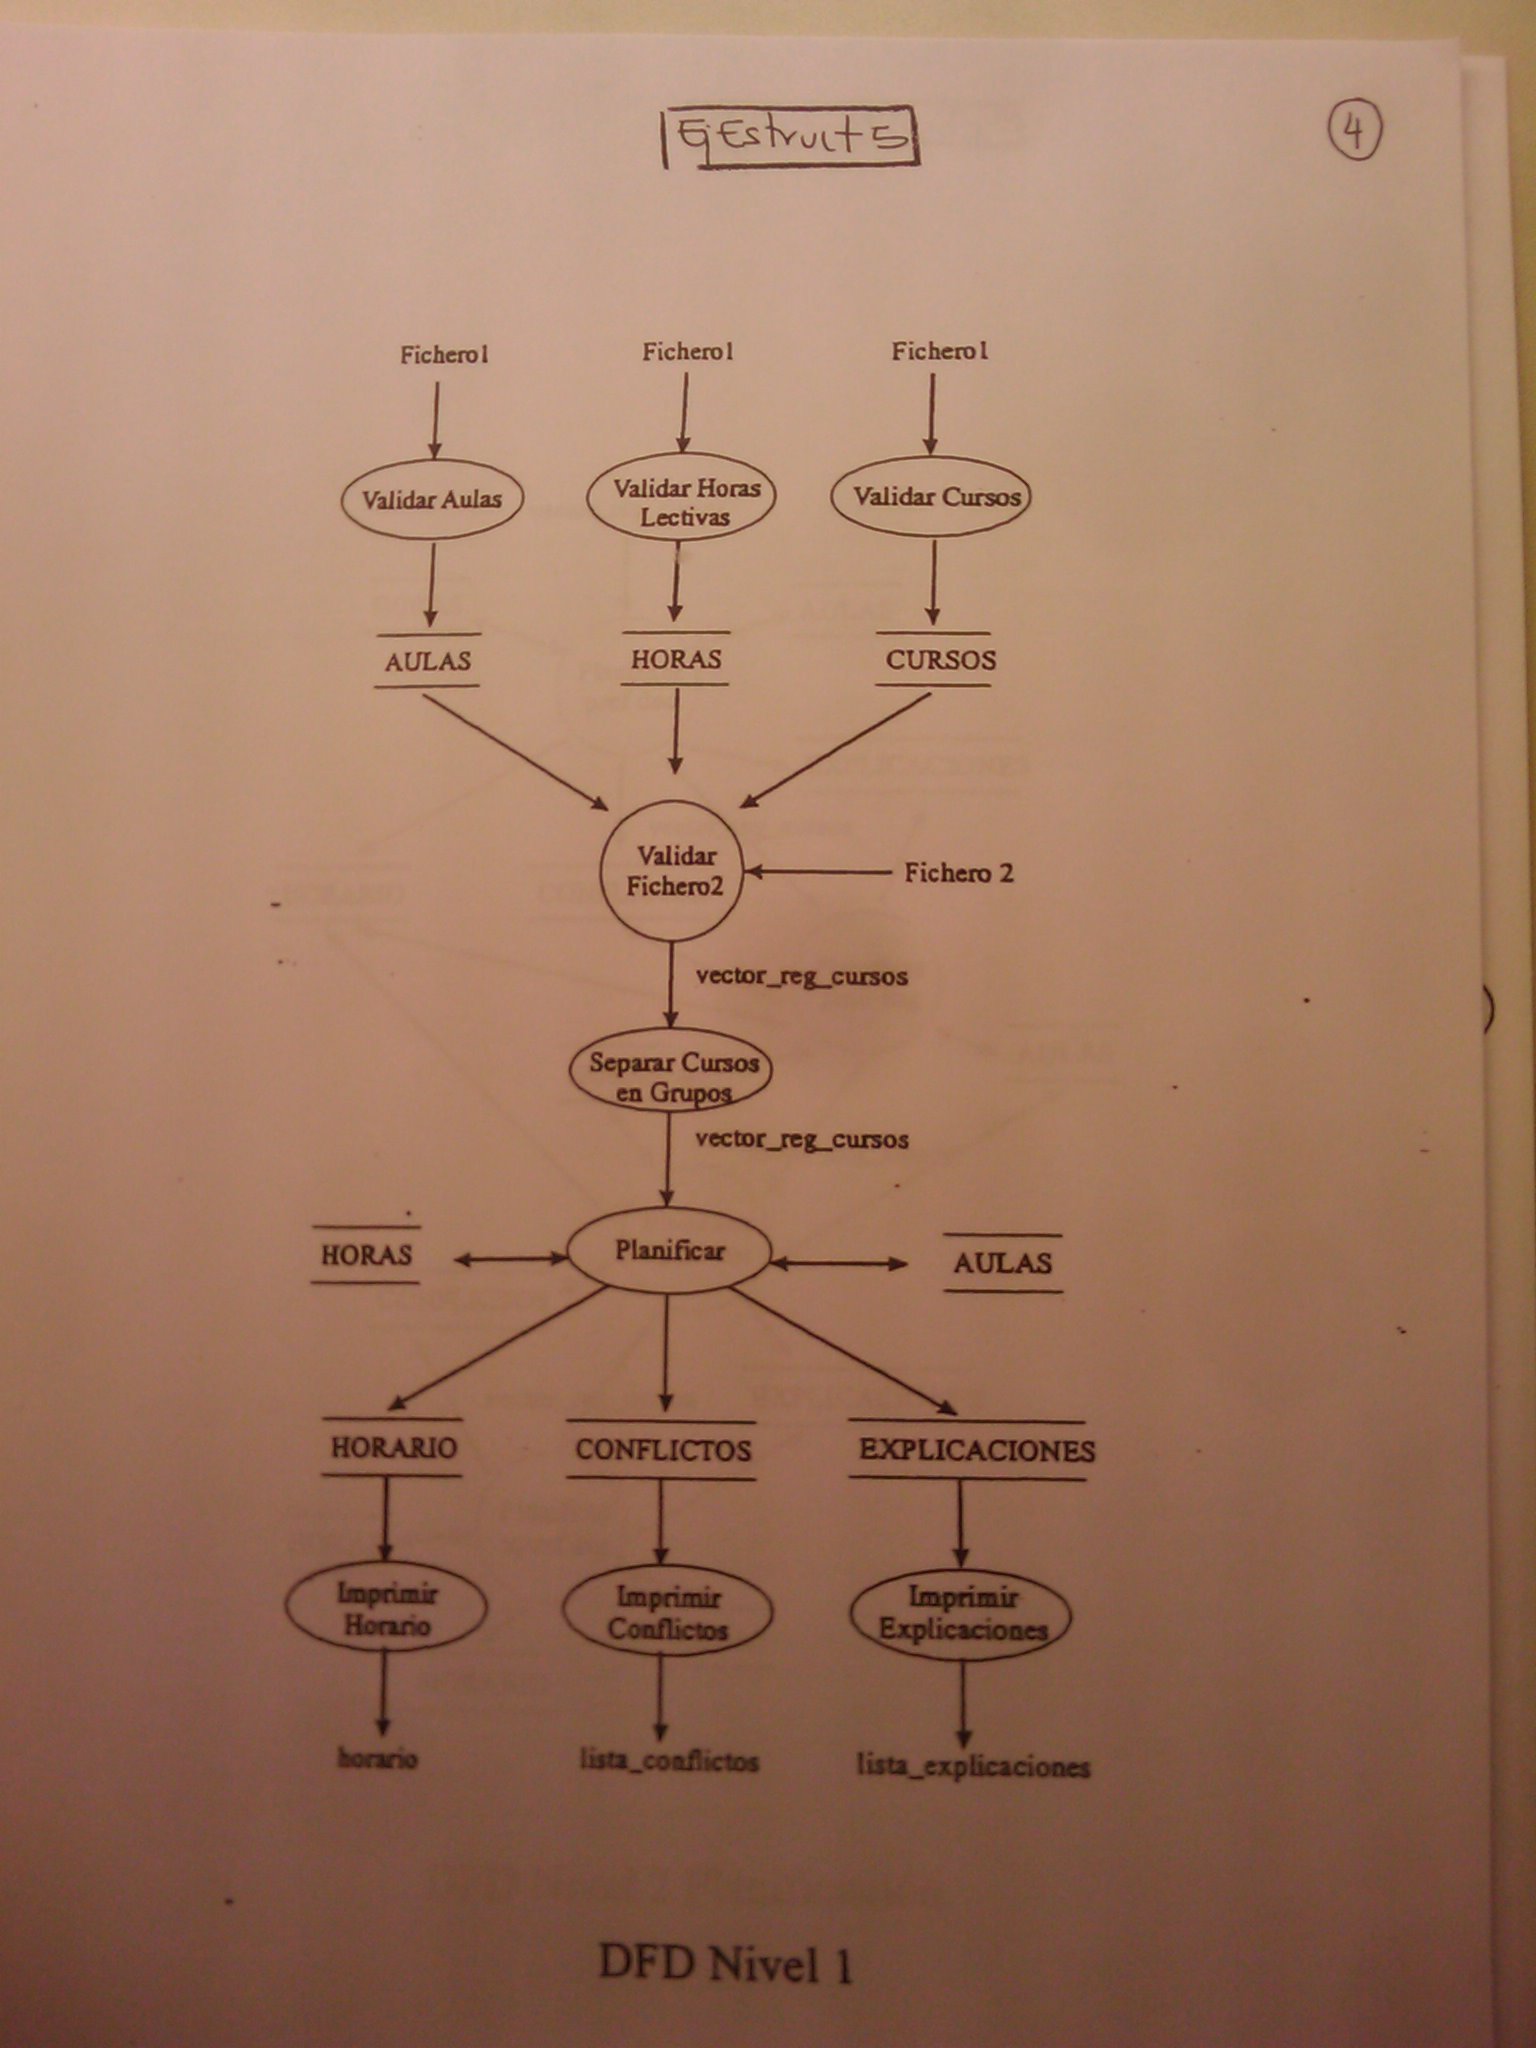 EjEstruct5
4
Fichero1
Fichero1
Fichero1
Validar Aulas
Validar Horas
Lectivas
Validar Cursos
AULAS
HORAS
CURSOS
Validar
Fichero2
Fichero 2
vector_reg_cursos
Separar Cursos
en Grupos
vector_reg_cursos
HORAS
Planificar
AULAS
HORARIO
CONFLICTOS
EXPLICACIONES
Imprimir
Horario
Imprimir
Conflictos
Imprimir
Explicaciones
horario
lista_conflictos
lista_explicaciones
DFD Nivel 1